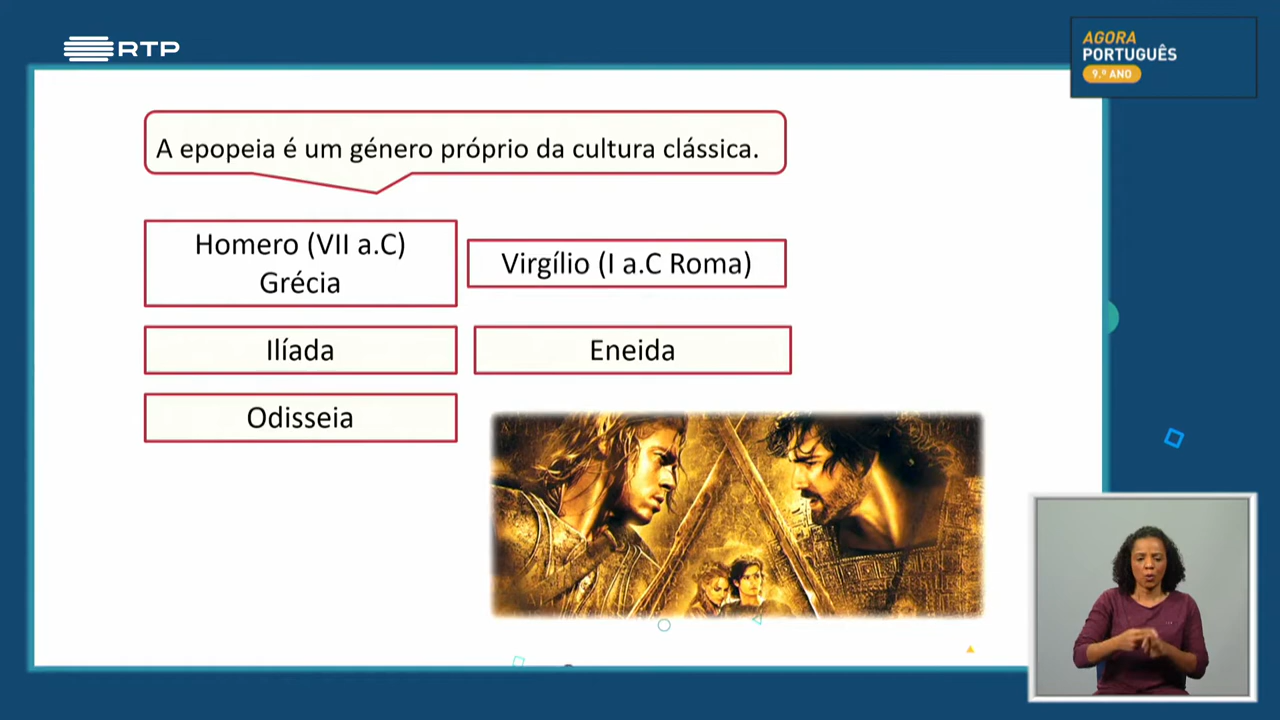 RTP
AGORA
PORTUGUÊS
9.º ANO
A epopeia é um género próprio da cultura clássica.
Homero (VII a.C)
Grécia
Virgílio (I a.C Roma)
Ilíada
Eneida
Odisseia